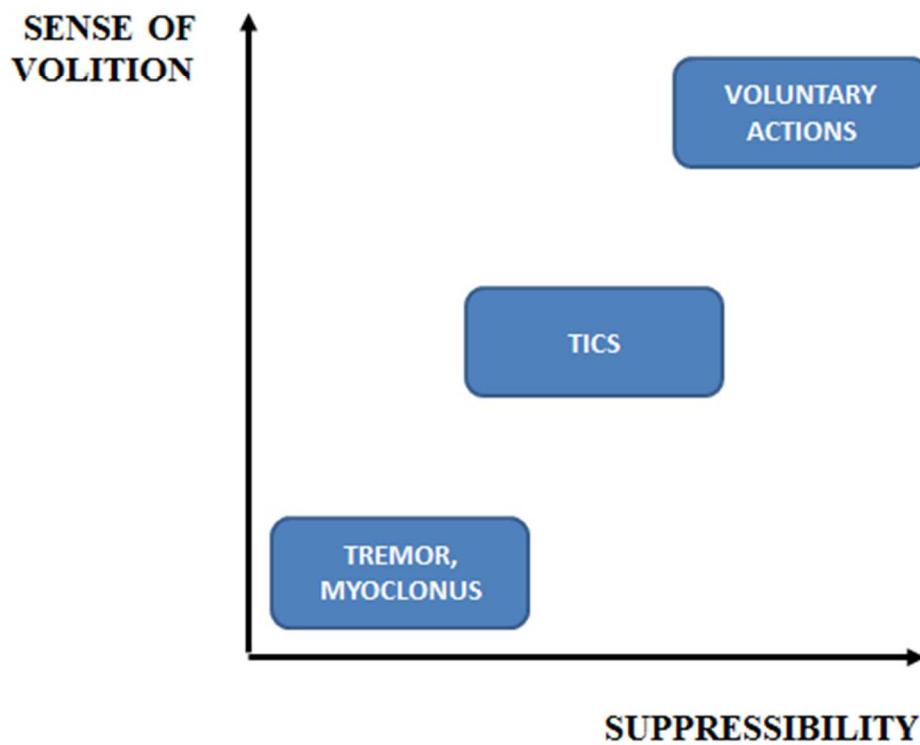 SENSE OF
VOLITION
VOLUNTARY
ACTIONS
TICS
TREMOR,
MYOCLONUS
SUPPRESSIBILITY